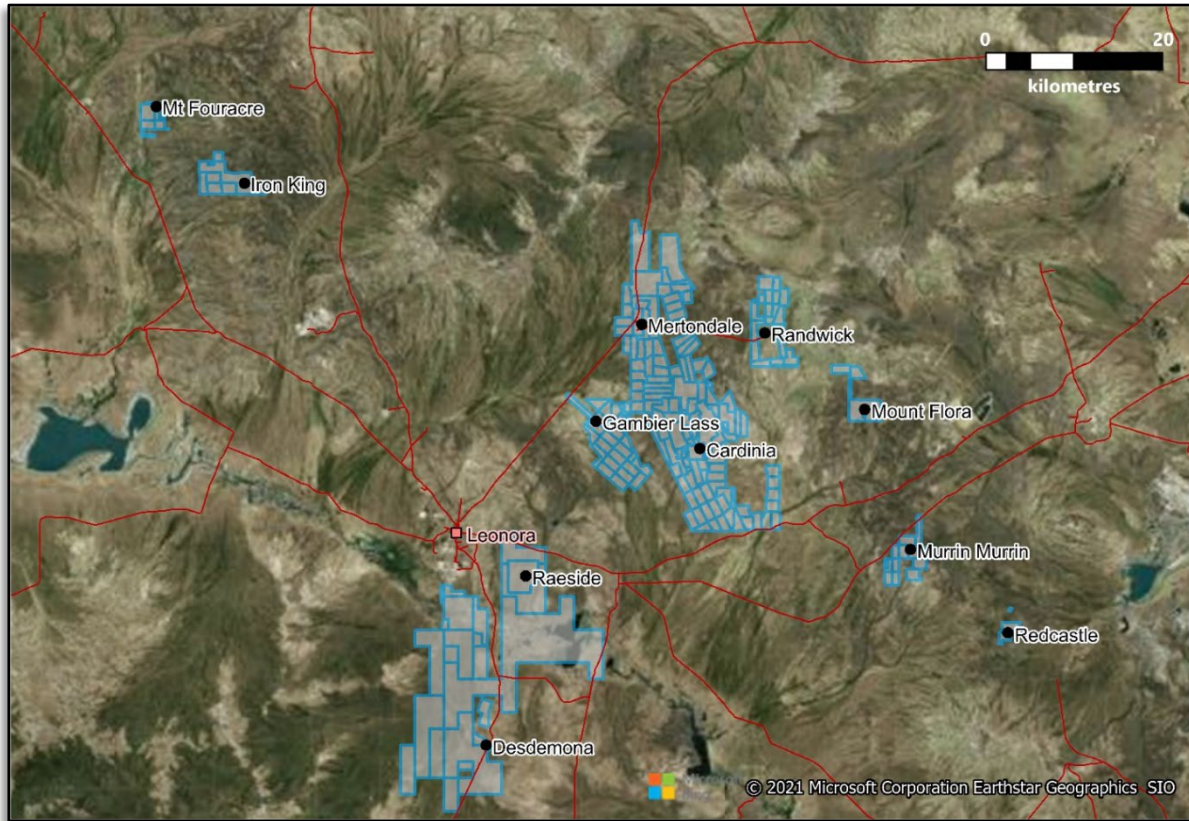 0 20
kilometres
Mt Fouracre
Iron King
Mertondale
Randwick
Mount Flora
Gambier Lass
Cardinia
Leonora
Murrin Murrin
Raeside
Redcastle
Desdemona
© 2021 Microsoft Corporation Earthstar Geographics SIO